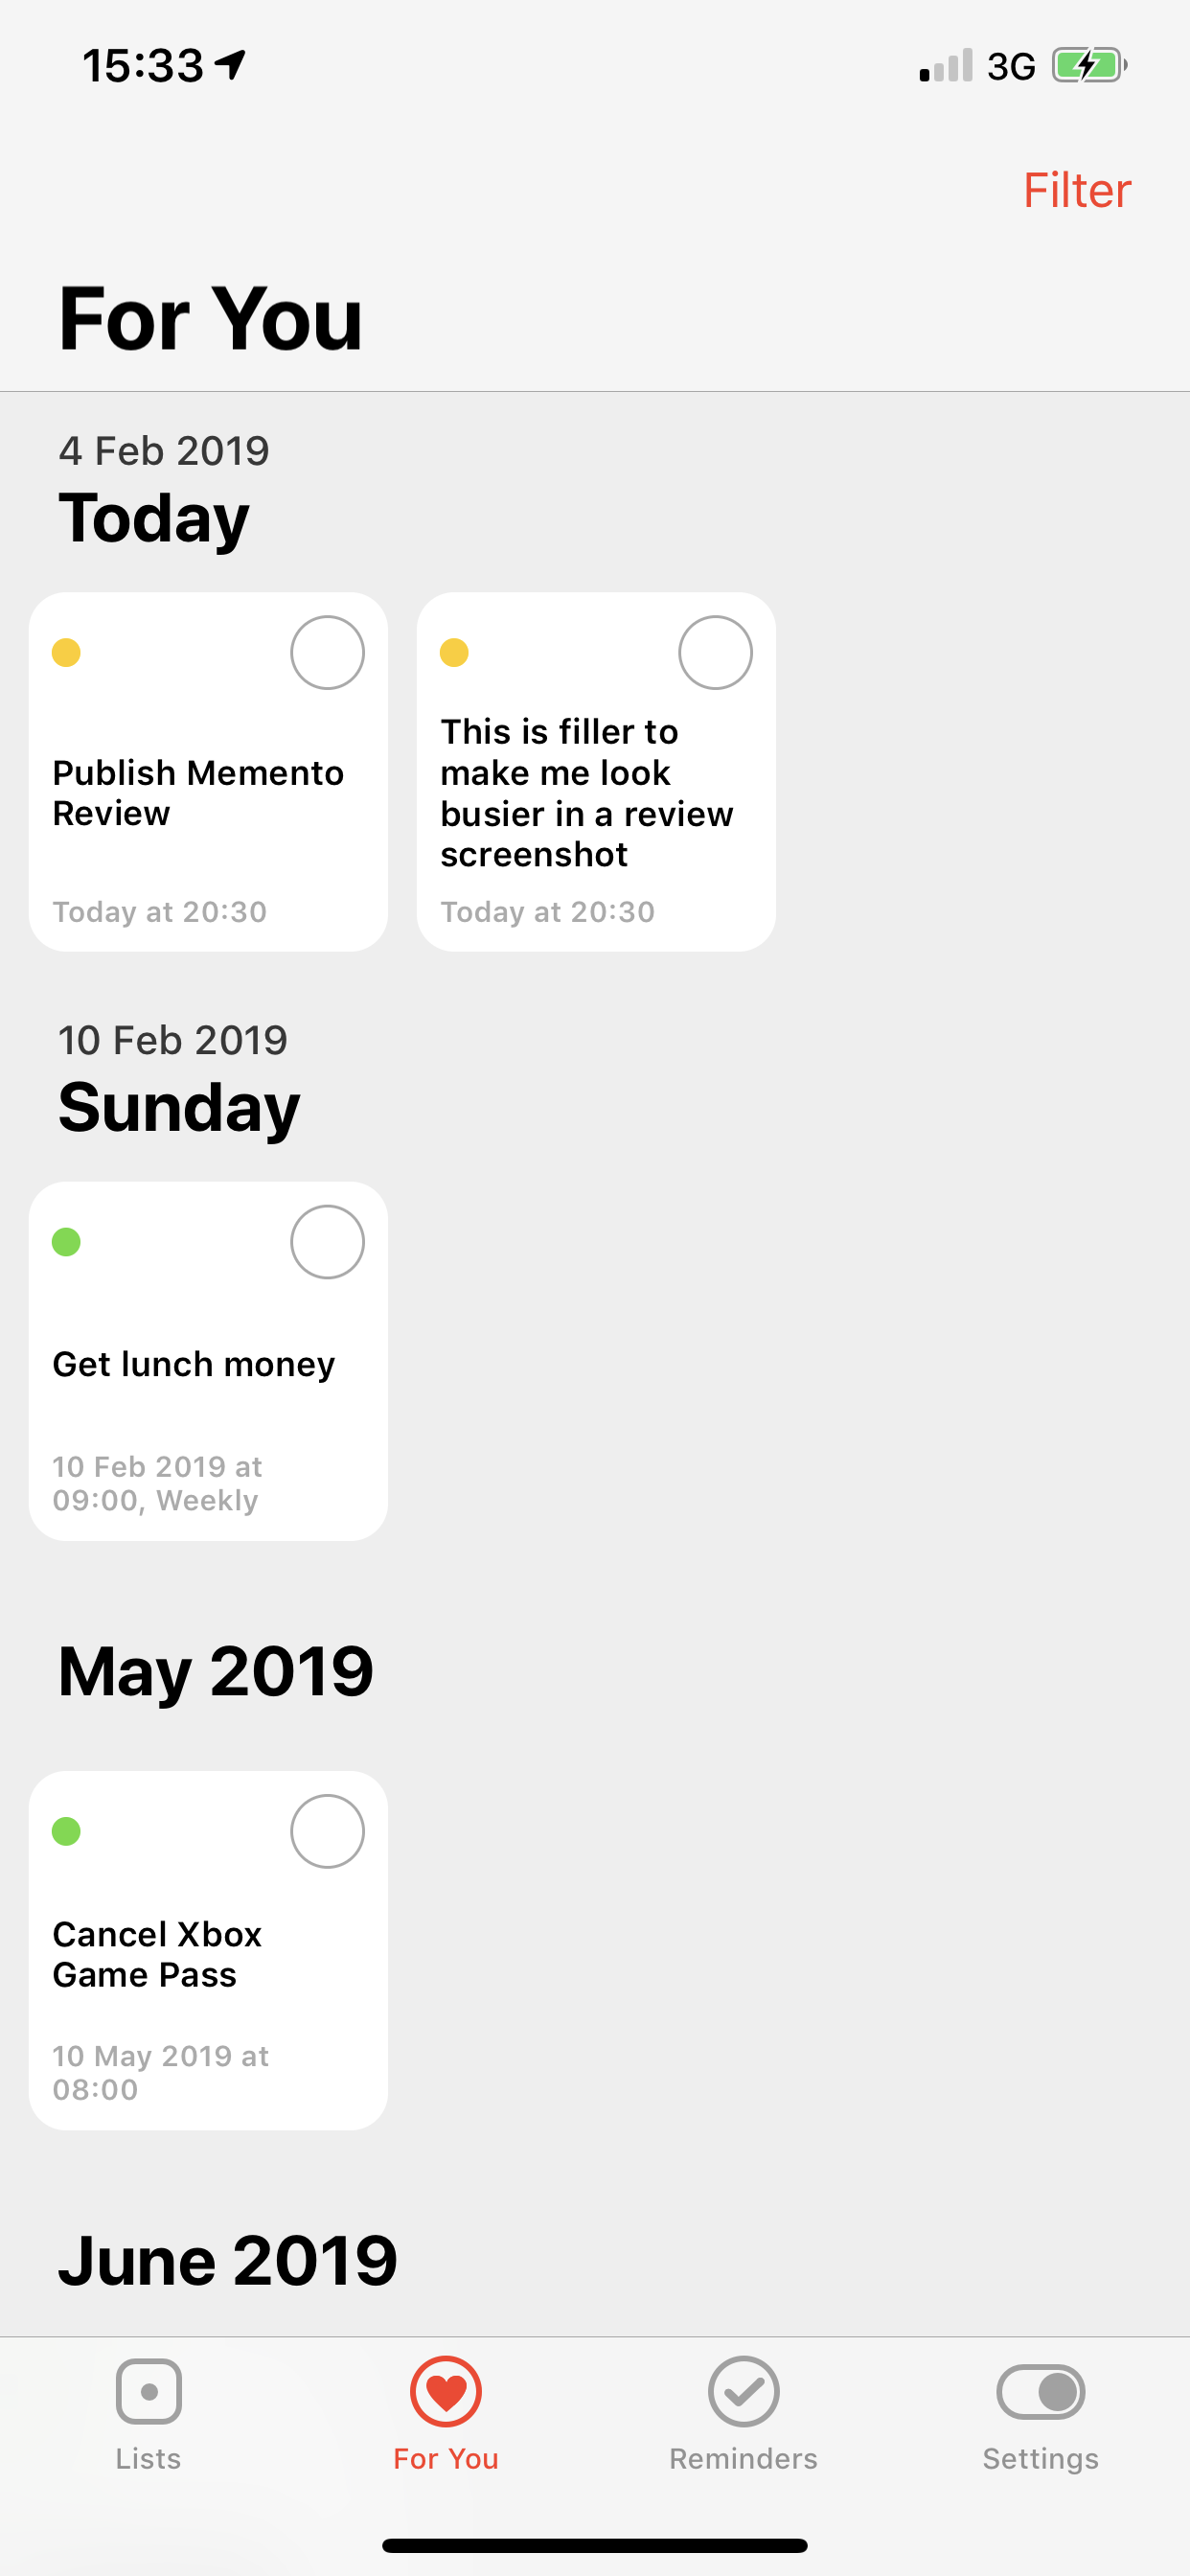 15:33
3G
Filter
For You
4 Feb 2019
Today
Publish Memento
Review
Today at 20:30
This is filler to
make me look
busier in a review
screenshot
Today at 20:30
10 Feb 2019
Sunday
Get lunch money
10 Feb 2019 at
09:00, Weekly
May 2019
Cancel Xbox
Game Pass
10 May 2019 at
08:00
June 2019
Lists
For You
Reminders
Settings